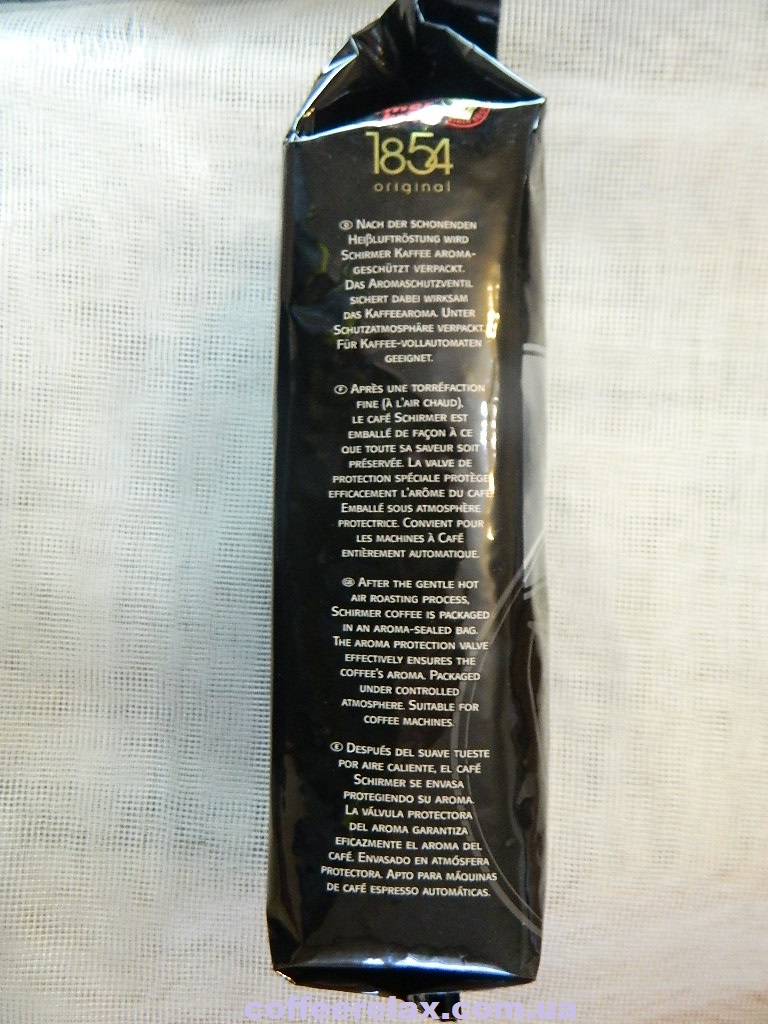 1854
original
D NACH DER SCHONENDEN
HEIßLUFTRÖSTUNG WIRD
SCHIRMER KAFFEE AROMA-
GESCHÜTZT VERPACKT.
DAS AROMASCHUTZVENTIL
SICHERT DABEI WIRKSAM
DAS KAFFEEAROMA. UNTER
SCHUTZATMOSPHÄRE VERPACKT.
FÜR KAFFEE-VOLLAUTOMATEN
GEEIGNET.
F APRÈS UNE TORRÉFACTION
FINE (À L'AIR CHAUD),
LE CAFÉ SCHIRMER EST
EMBALLÉ DE FAÇON À CE
QUE TOUTE SA SAVEUR SOIT
PRÉSERVÉE. LA VALVE DE
PROTECTION SPÉCIALE PROTÈGE
EFFICACEMENT L'ARÔME DU CAFÉ.
EMBALLÉ SOUS ATMOSPHÈRE
PROTECTRICE. CONVIENT POUR
LES MACHINES À CAFÉ
ENTIÈREMENT AUTOMATIQUE.
GB AFTER THE GENTLE HOT
AIR ROASTING PROCESS,
SCHIRMER COFFEE IS PACKAGED
IN AN AROMA-SEALED BAG.
THE AROMA PROTECTION VALVE
EFFECTIVELY ENSURES THE
COFFEE'S AROMA. PACKAGED
UNDER CONTROLLED
ATMOSPHERE. SUITABLE FOR
COFFEE MACHINES.
E DESPUÉS DEL SUAVE TUESTE
POR AIRE CALIENTE, EL CAFÉ
SCHIRMER SE ENVASA
PROTEGIENDO SU AROMA.
LA VÁLVULA PROTECTORA
DEL AROMA GARANTIZA
EFICAZMENTE EL AROMA DEL
CAFÉ. ENVASADO EN ATMÓSFERA
PROTECTORA. APTO PARA MÁQUINAS
DE CAFÉ ESPRESSO AUTOMÁTICAS.
coffeerelax.com.ua